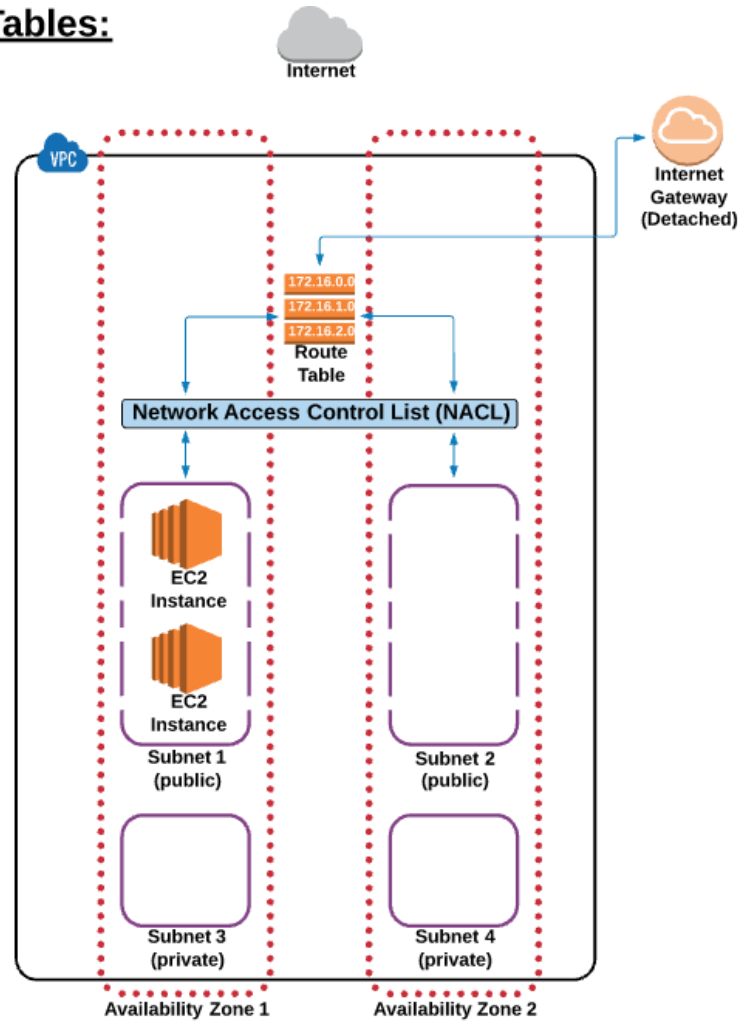 Tables:
Internet
VPC
Internet
Gateway
(Detached)
172.16.0.0
172.16.1.0
172.16.2.0
Route
Table
Network Access Control List (NACL)
EC2
Instance
EC2
Instance
Subnet 1
(public)
Subnet 2
(public)
Subnet 3
(private)
Subnet 4
(private)
Availability Zone 1
Availability Zone 2